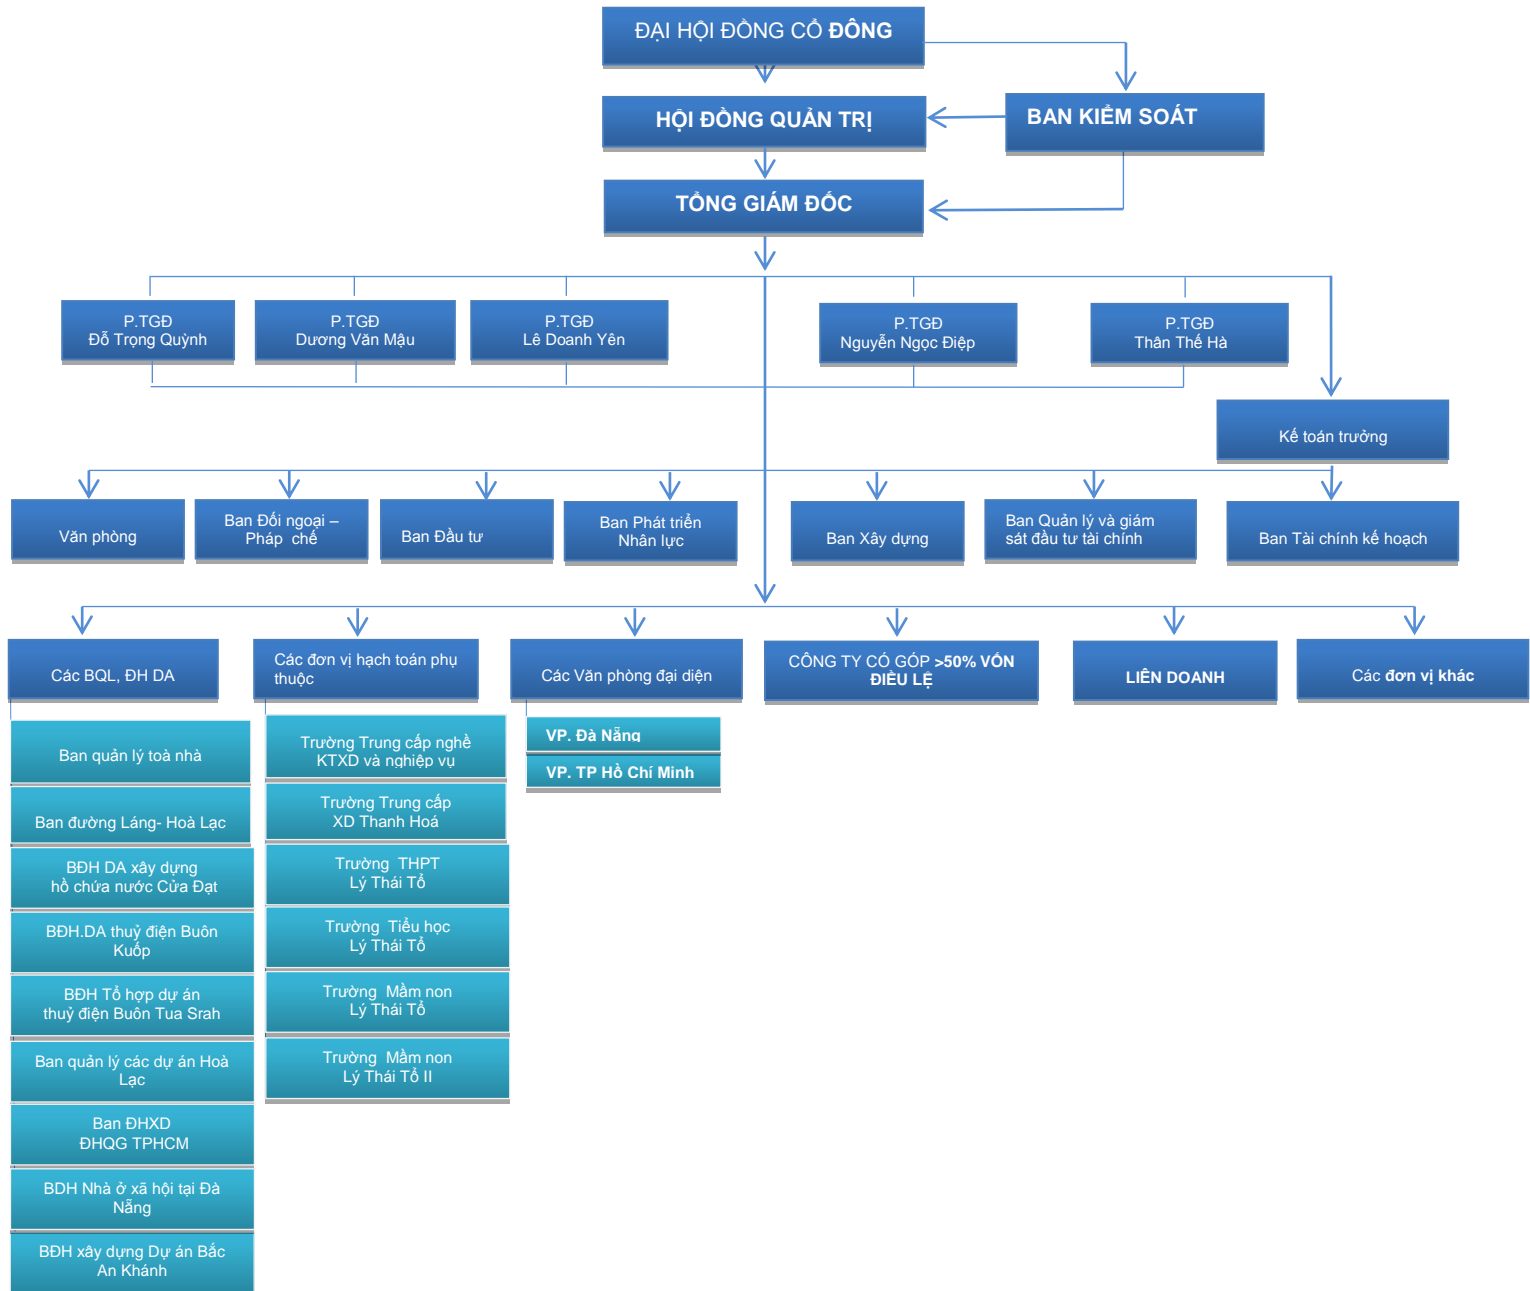 ĐẠI HỘI ĐỒNG CỔ ĐÔNG
HỘI ĐỒNG QUẢN TRỊ
BAN KIỂM SOÁT
TỔNG GIÁM ĐỐC
P.TGĐ
Đỗ Trọng Quỳnh
P.TGĐ
Dương Văn Mậu
P.TGĐ
Lê Doanh Yên
P.TGĐ
Nguyễn Ngọc Điệp
P.TGĐ
Thân Thế Hà
Kế toán trưởng
Văn phòng
Ban Đối ngoại –
Pháp chế
Ban Đầu tư
Ban Phát triển
Nhân lực
Ban Xây dựng
Ban Quản lý và giám
sát đầu tư tài chính
Ban Tài chính kế hoạch
Các BQL, ĐH DA
Các đơn vị hạch toán phụ
thuộc
Các Văn phòng đại diện
CÔNG TY CÓ GÓP >50% VỐN
ĐIỀU LỆ
LIÊN DOANH
Các đơn vị khác
Ban quản lý toà nhà
Ban đường Láng- Hoà Lạc
BĐH DA xây dựng
hồ chứa nước Cửa Đạt
BĐH.DA thuỷ điện Buôn
Kuốp
BĐH Tổ hợp dự án
thuỷ điện Buôn Tua Srah
Ban quản lý các dự án Hoà
Lạc
Ban ĐHXD
ĐHQG TPHCM
BDH Nhà ở xã hội tại Đà
Nẵng
BĐH xây dựng Dự án Bắc
An Khánh
Trường Trung cấp nghề
KTXD và nghiệp vụ
Trường Trung cấp
XD Thanh Hoá
Trường THPT
Lý Thái Tổ
Trường Tiểu học
Lý Thái Tổ
Trường Mầm non
Lý Thái Tổ
Trường Mầm non
Lý Thái Tổ II
VP. Đà Nẵng
VP. TP Hồ Chí Minh